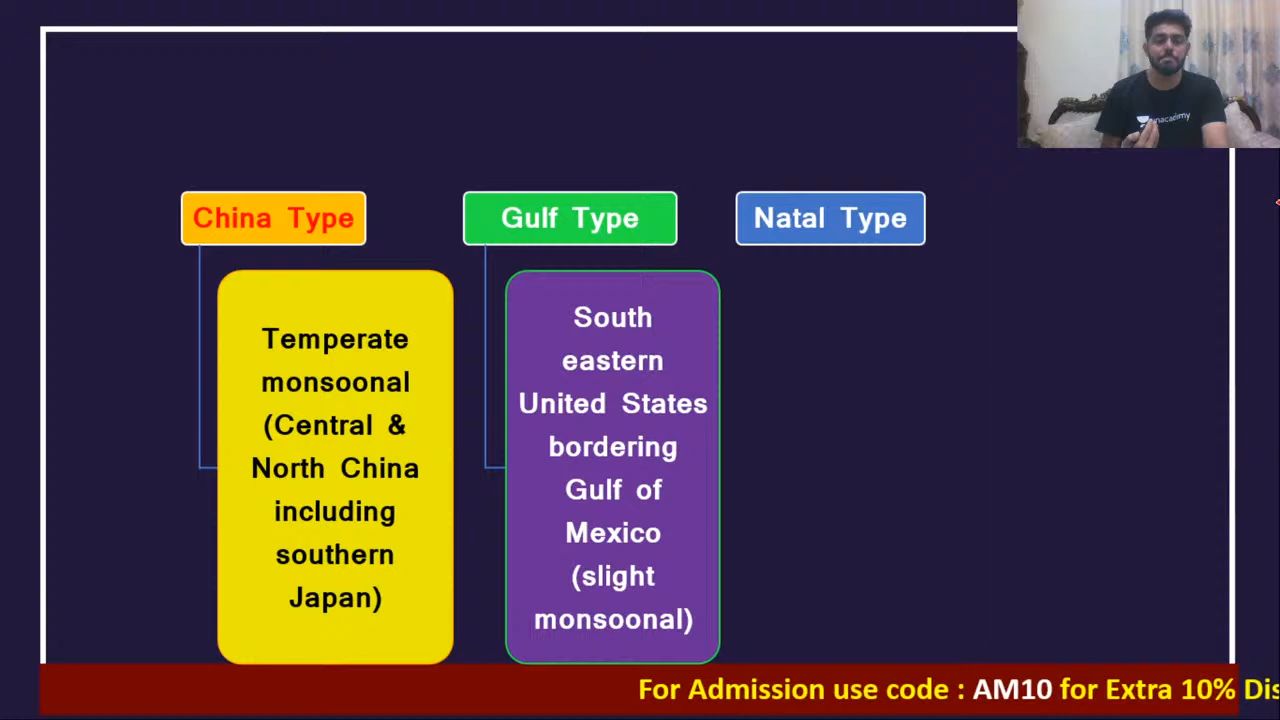 China Type
Gulf Type
Natal Type
Temperate
monsoonal
(Central &
North China
including
southern
Japan)
South
eastern
United States
bordering
Gulf of
Mexico
(slight
monsoonal)
unacademy
For Admission use code : AM10 for Extra 10% Dis